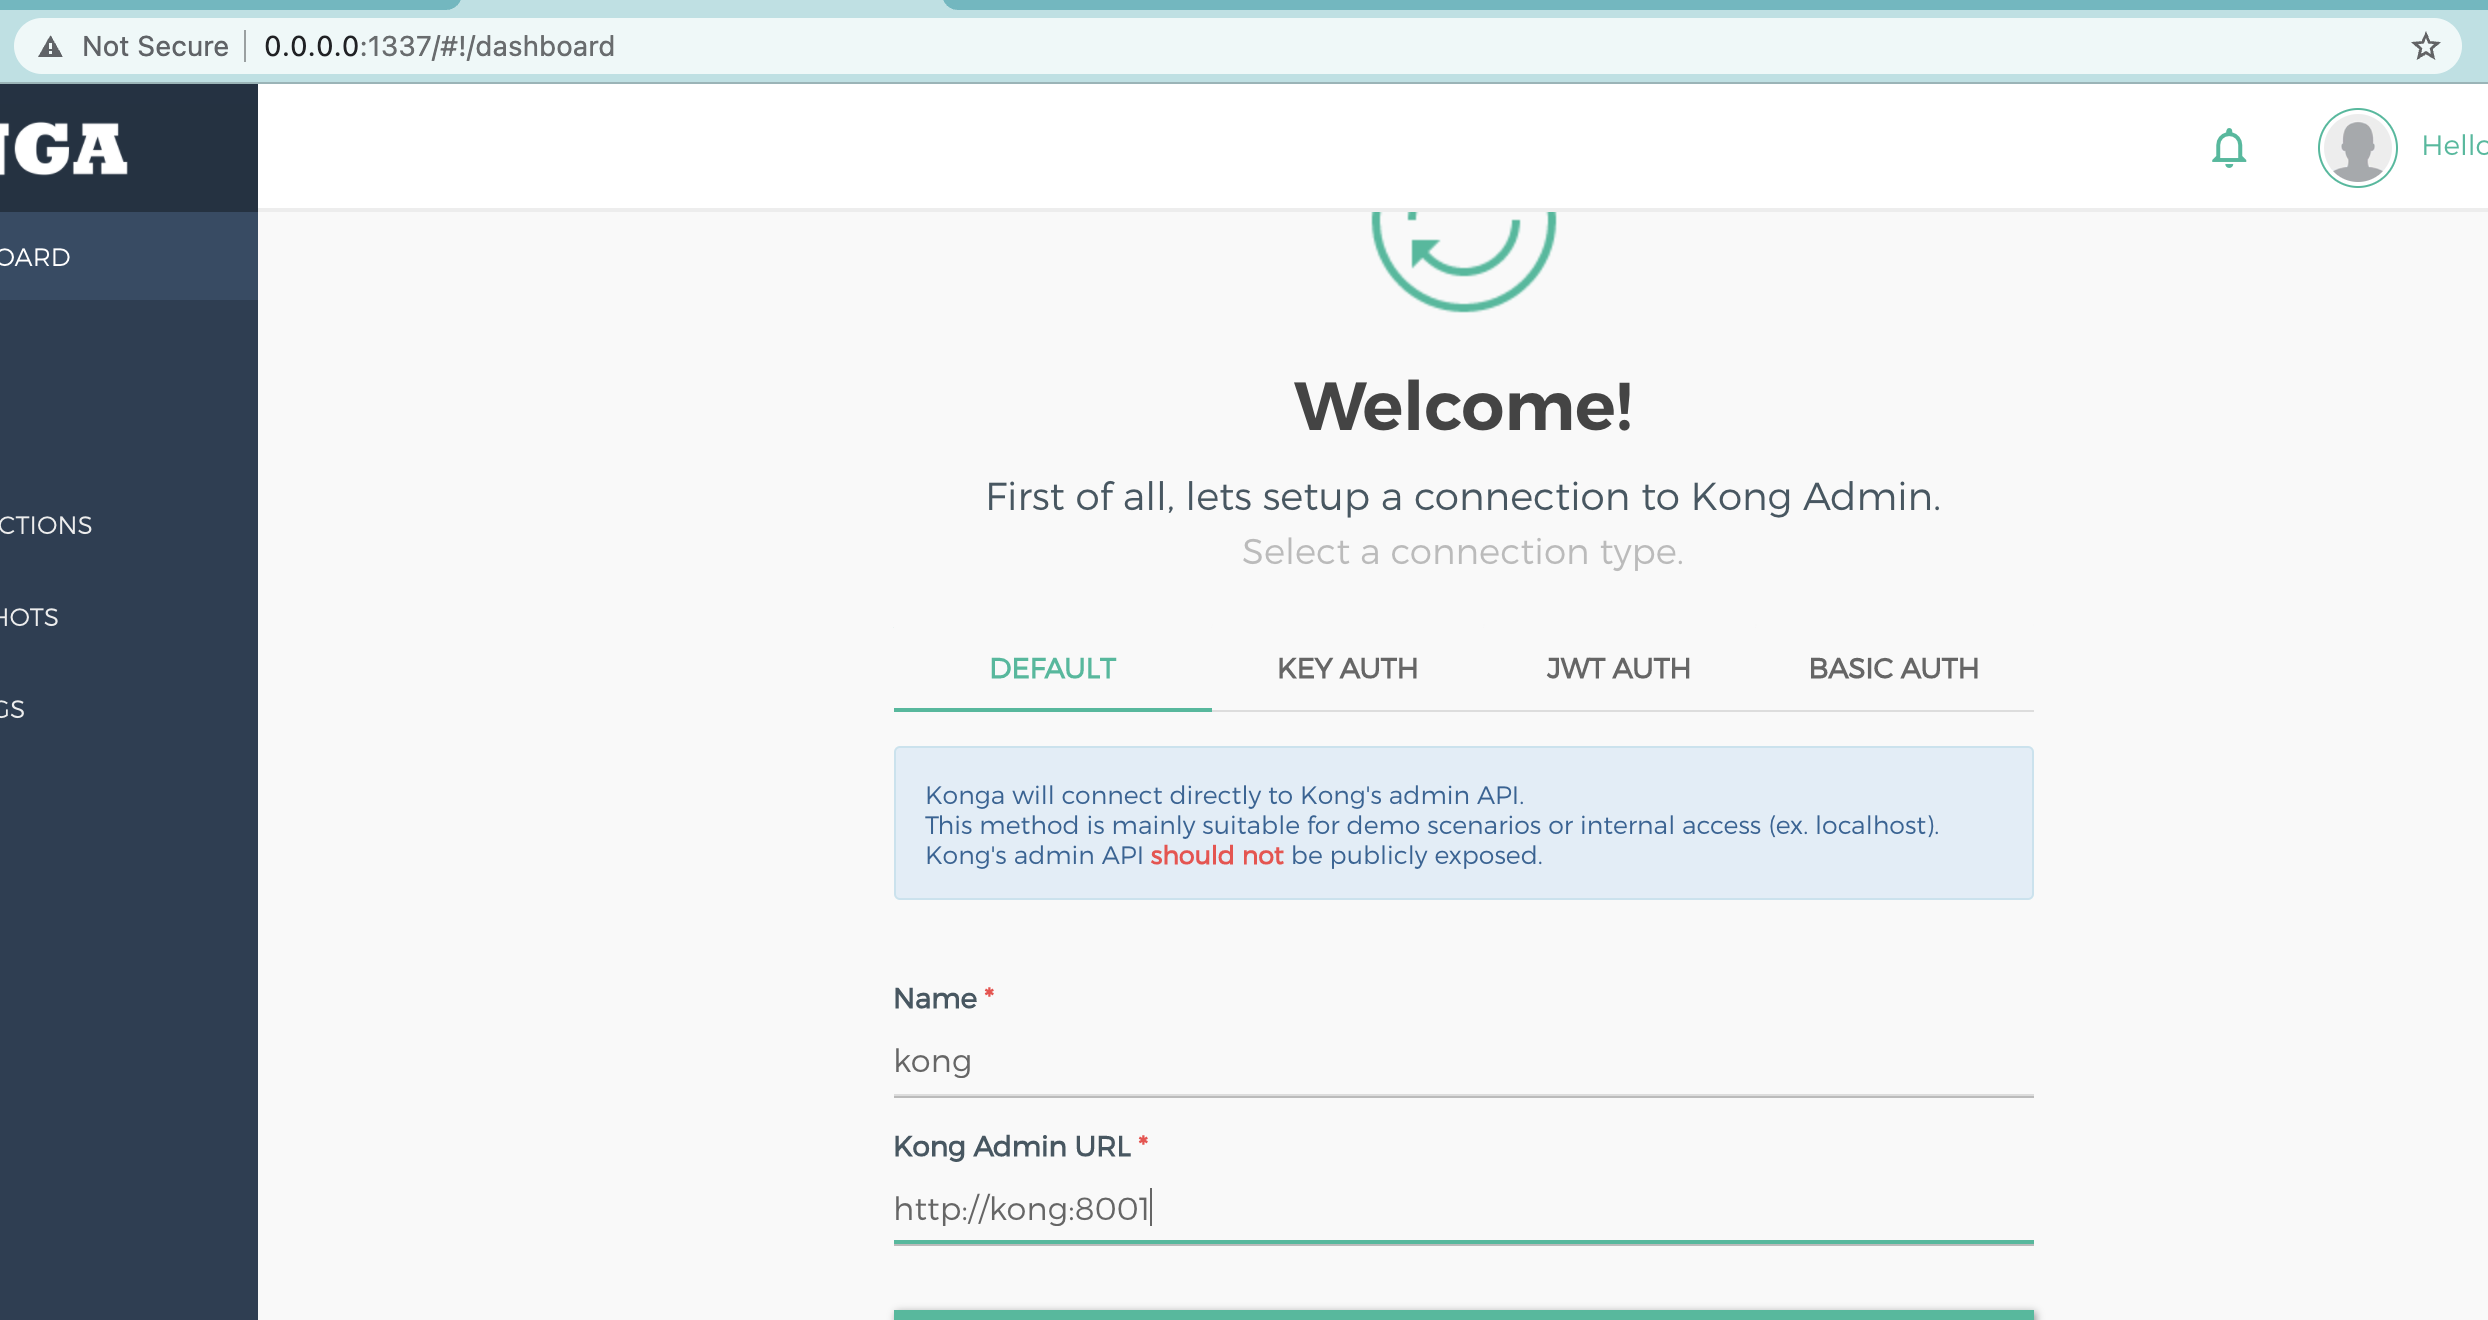 Not Secure 0.0.0.0:1337/#!/dashboard
NGA
Hello
OARD
CTIONS
HOTS
GS
Welcome!
First of all, lets setup a connection to Kong Admin.
Select a connection type.
DEFAULT KEY AUTH JWT AUTH BASIC AUTH
Konga will connect directly to Kong's admin API.
This method is mainly suitable for demo scenarios or internal access (ex. localhost).
Kong's admin API should not be publicly exposed.
Name *
kong
Kong Admin URL *
http://kong:8001